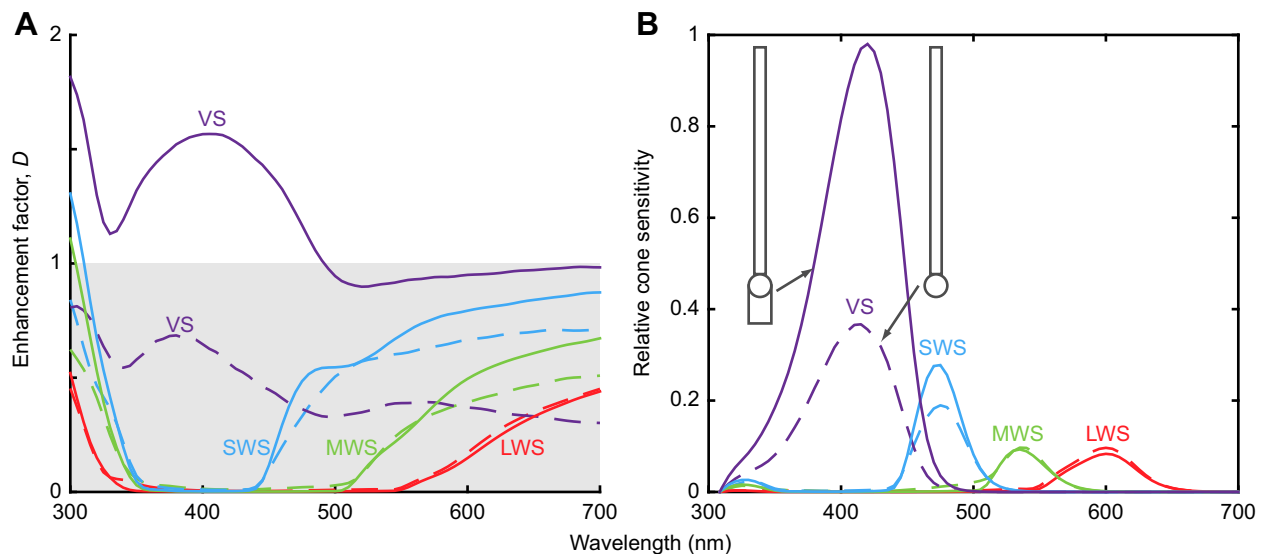 A
B
2
1
0
Enhancement factor, D
VS
VS
SWS
MWS
LWS
300
400
500
600
700
1
0.8
0.6
0.4
0.2
0
Relative cone sensitivity
VS
SWS
MWS
LWS
300
400
500
600
700
Wavelength (nm)